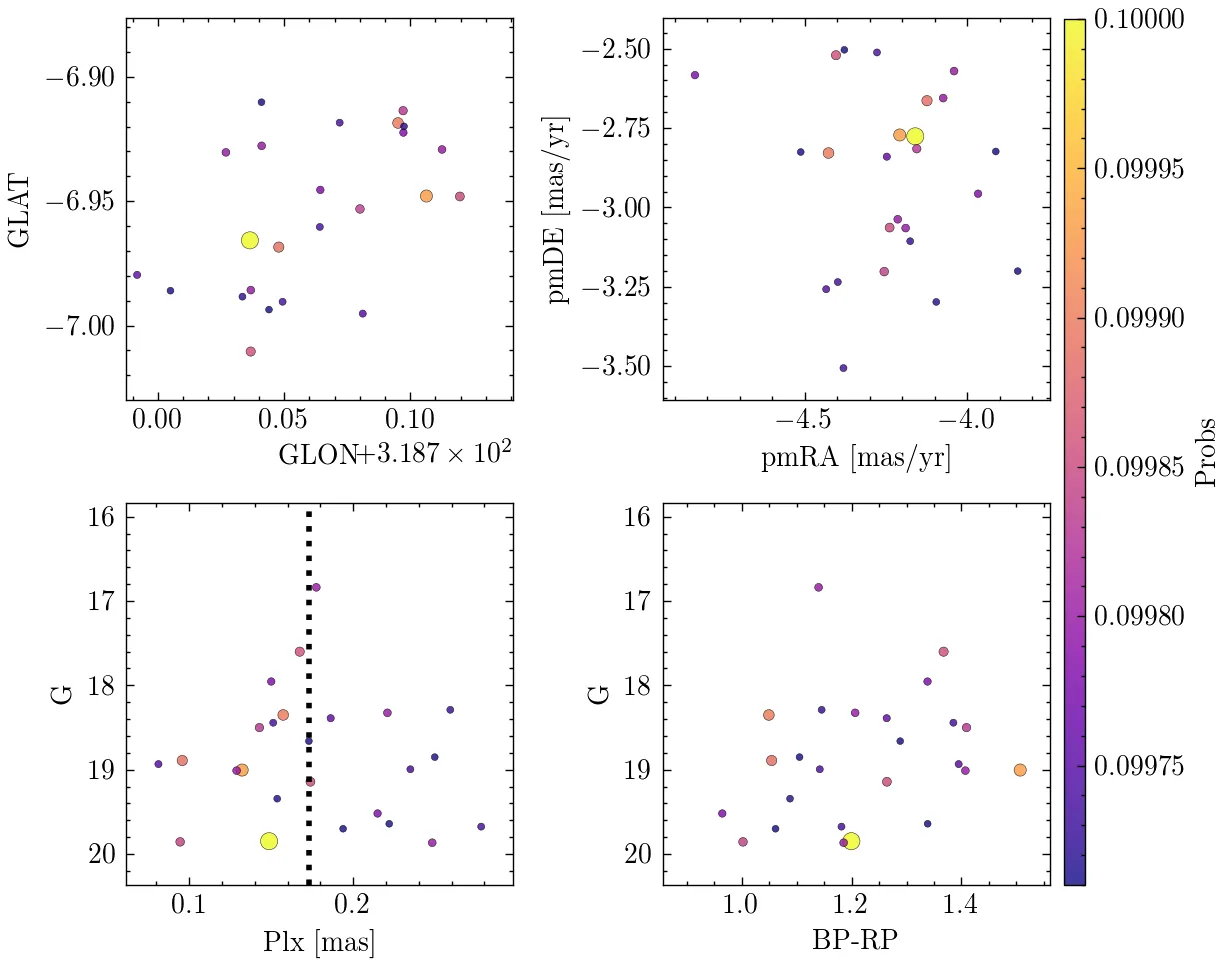 −6.90
−6.95
−7.00
GLAT
0.00 0.05 0.10
GLON+3.187 × 10²
−2.50
−2.75
−3.00
−3.25
−3.50
pmDE [mas/yr]
−4.5 −4.0
pmRA [mas/yr]
0.10000
0.09995
0.09990
0.09985
0.09980
0.09975
Probs
16
17
18
19
20
G
0.1 0.2
Plx [mas]
16
17
18
19
20
G
1.0 1.2 1.4
BP-RP